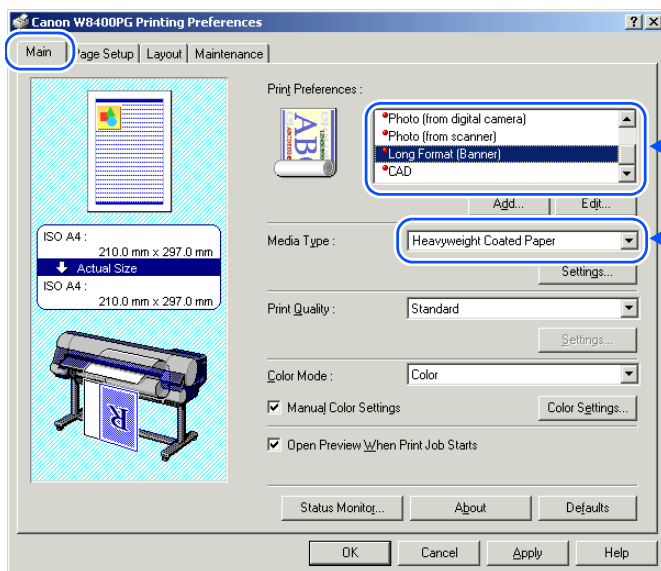 Canon W8400PG Printing Preferences
Main Page Setup Layout Maintenance
Print Preferences :
Photo (from digital camera)
Photo (from scanner)
Long Format (Banner)
CAD
Add... Edit...
ISO A4 :
210.0 mm x 297.0 mm
Actual Size
ISO A4 :
210.0 mm x 297.0 mm
Media Type : Heavyweight Coated Paper
Settings...
Print Quality : Standard
Settings...
Color Mode : Color
Manual Color Settings Color Settings...
Open Preview When Print Job Starts
Status Monitor... About Defaults
OK Cancel Apply Help
ABC
R